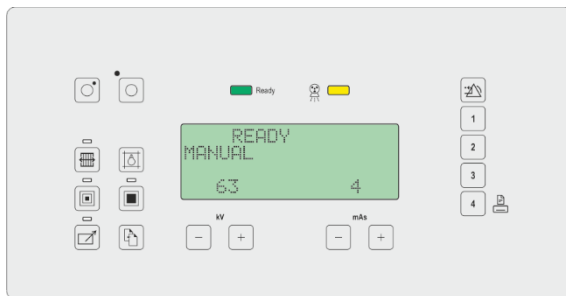 Ready
READY
MANUAL
63 4
kV mAs
- + - +
1
2
3
4